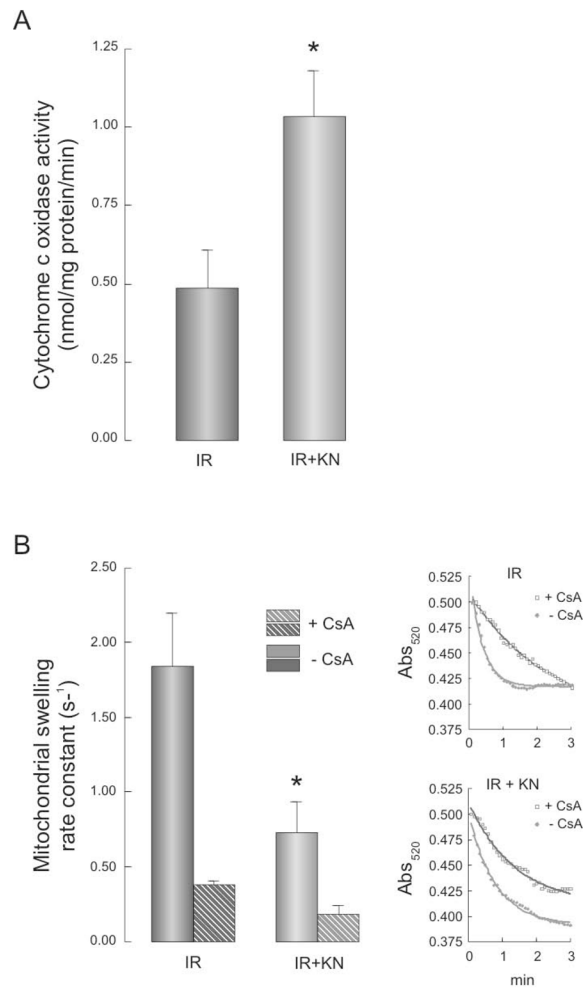 A
Cytochrome c oxidase activity
(nmol/mg protein/min)
1.25
1.00
0.75
0.50
0.25
0.00
*
IR
IR+KN
B
Mitochondrial swelling
rate constant (s-¹)
2.50
2.00
1.50
1.00
0.50
0.00
+ CsA
- CsA
*
IR
IR+KN
IR
Abs₅₂₀
0.525
0.500
0.475
0.450
0.425
0.400
0.375
+ CsA
- CsA
0 1 2 3
IR + KN
Abs₅₂₀
0.525
0.500
0.475
0.450
0.425
0.400
0.375
+ CsA
- CsA
0 1 2 3
min